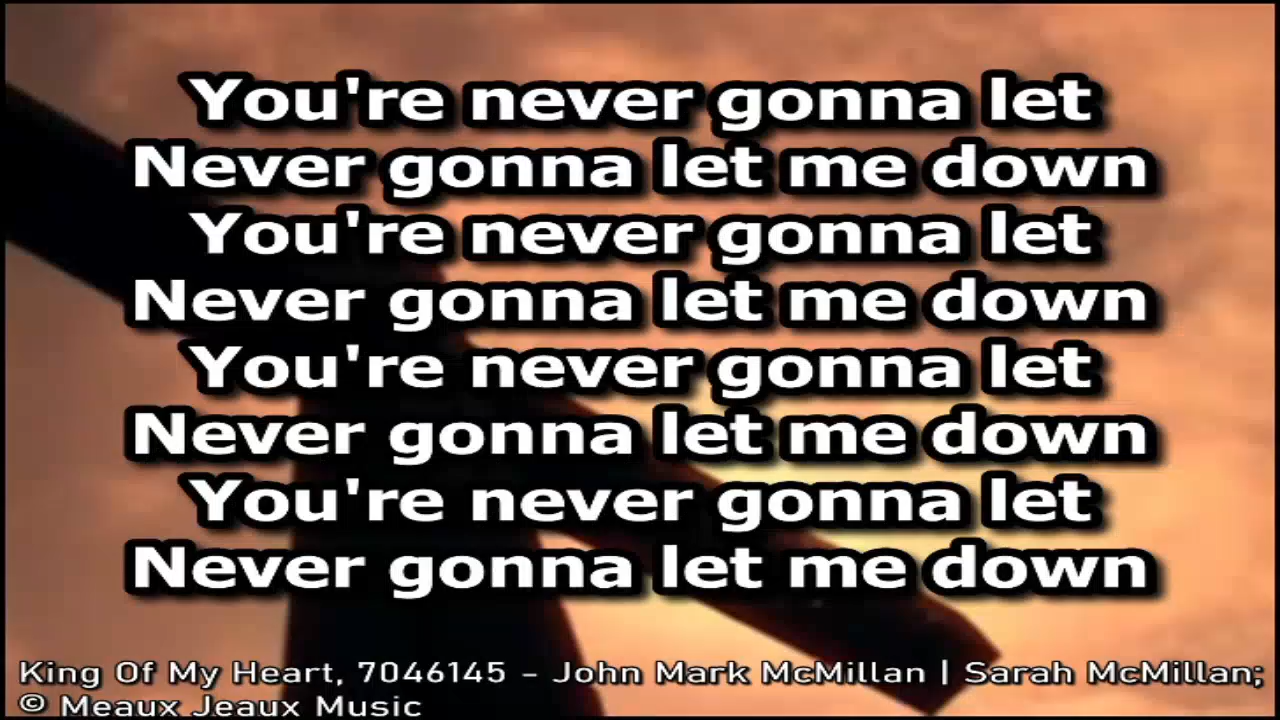 You're never gonna let
Never gonna let me down
You're never gonna let
Never gonna let me down
You're never gonna let
Never gonna let me down
You're never gonna let
Never gonna let me down
King Of My Heart, 7046145 - John Mark McMillan | Sarah McMillan;
© Meaux Jeaux Music